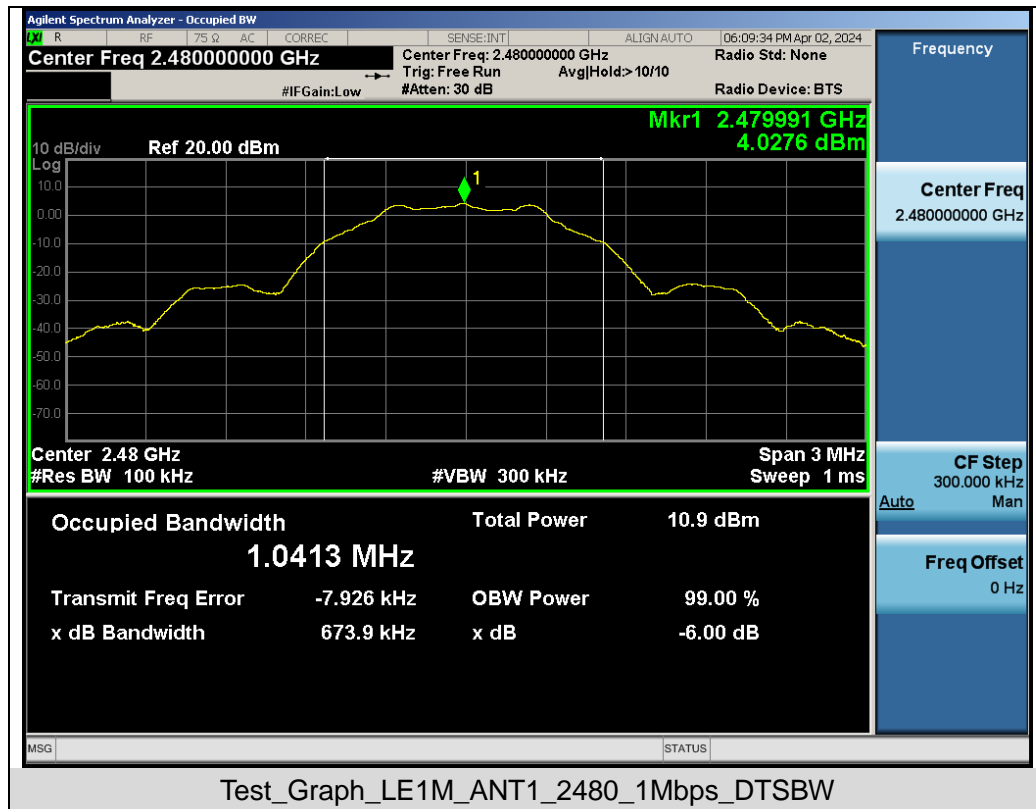 Agilent Spectrum Analyzer - Occupied BW
LXI R RF 75 Ω AC CORREC SENSE:INT ALIGN AUTO 06:09:34 PM Apr 02, 2024
Center Freq 2.480000000 GHz
Center Freq: 2.480000000 GHz
Radio Std: None
Trig: Free Run Avg|Hold:> 10/10
#IFGain:Low #Atten: 30 dB Radio Device: BTS
Mkr1 2.479991 GHz
4.0276 dBm
10 dB/div Ref 20.00 dBm
Log
10.0
0.00
-10.0
-20.0
-30.0
-40.0
-50.0
-60.0
-70.0
1
Center 2.48 GHz Span 3 MHz
#Res BW 100 kHz #VBW 300 kHz Sweep 1 ms
Occupied Bandwidth Total Power 10.9 dBm
1.0413 MHz
Transmit Freq Error -7.926 kHz OBW Power 99.00 %
x dB Bandwidth 673.9 kHz x dB -6.00 dB
Frequency
Center Freq
2.480000000 GHz
CF Step
300.000 kHz
Auto Man
Freq Offset
0 Hz
MSG STATUS
Test_Graph_LE1M_ANT1_2480_1Mbps_DTSBW